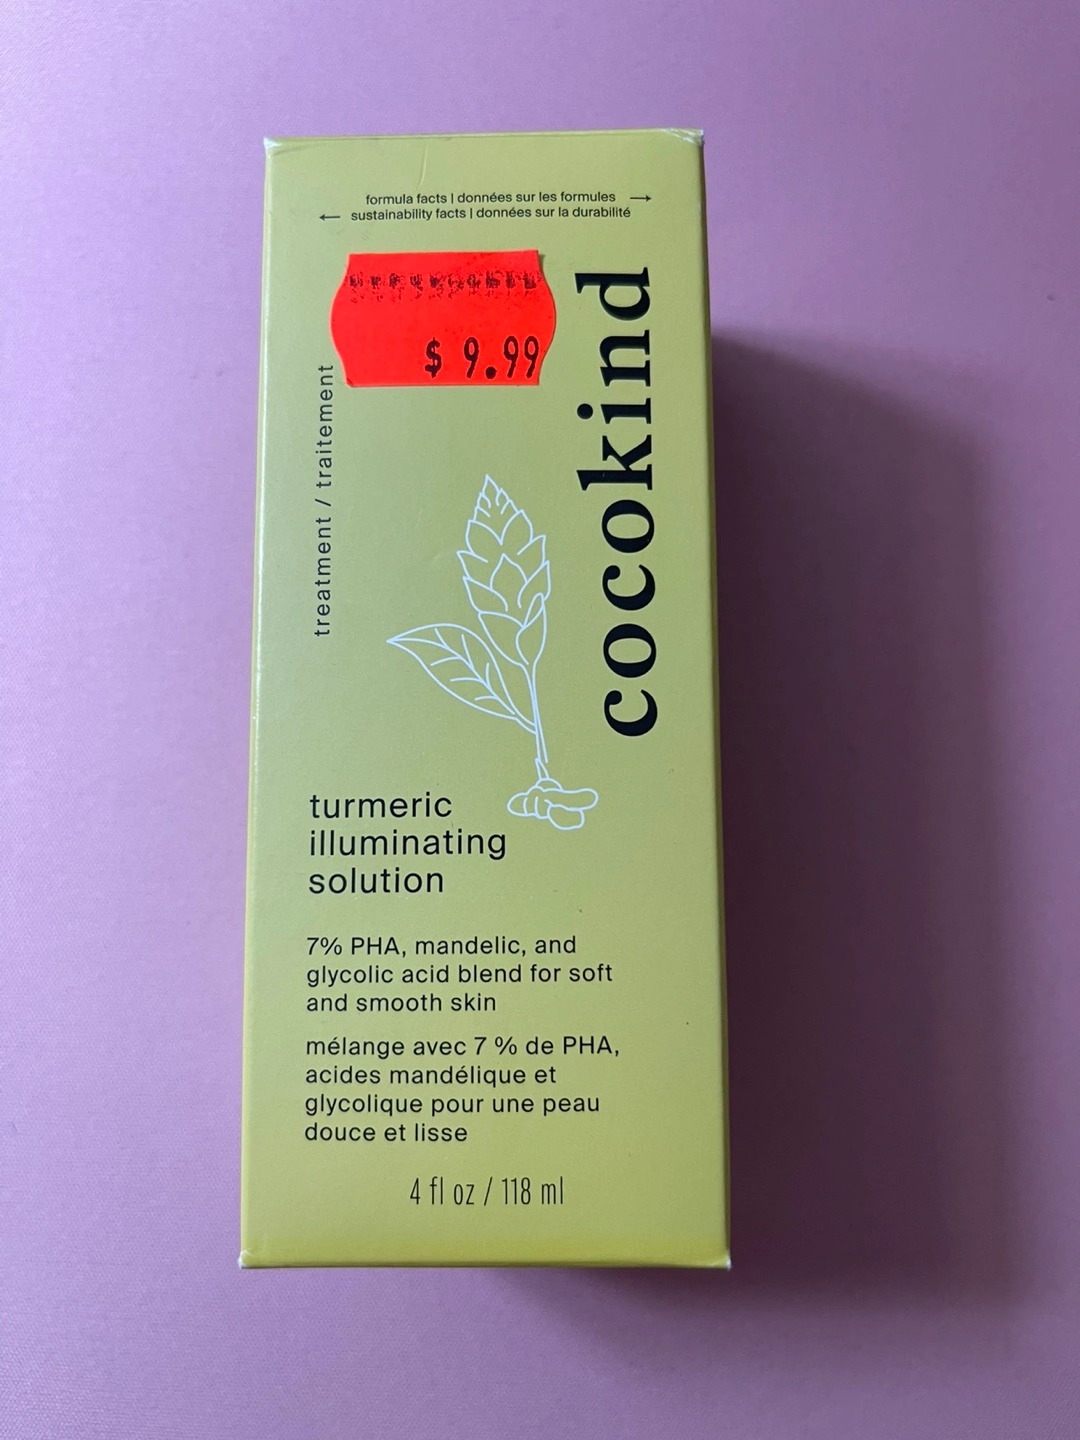 formula facts | données sur les formules →
← sustainability facts | données sur la durabilité
$ 9.99
treatment / traitement
cocokind
turmeric
illuminating
solution
7% PHA, mandelic, and
glycolic acid blend for soft
and smooth skin
mélange avec 7 % de PHA,
acides mandélique et
glycolique pour une peau
douce et lisse
4 fl oz / 118 ml